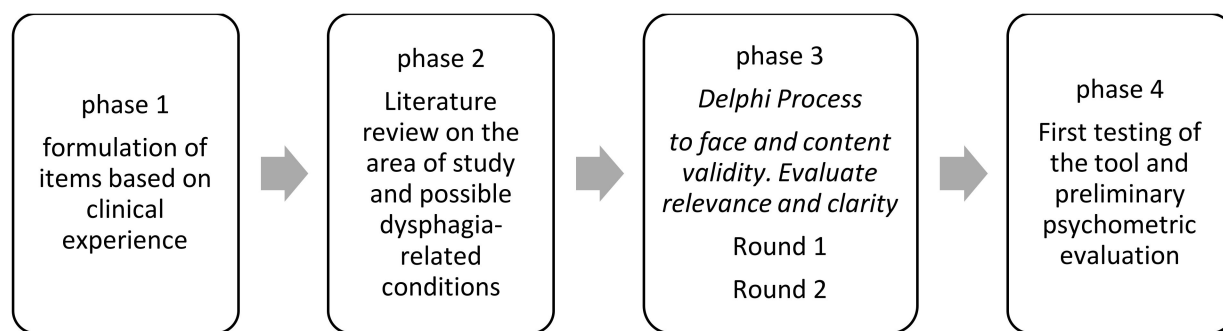 phase 1
formulation of
items based on
clinical
experience
phase 2
Literature
review on the
area of study
and possible
dysphagia-
related
conditions
phase 3
Delphi Process
to face and content
validity. Evaluate
relevance and clarity
Round 1
Round 2
phase 4
First testing of
the tool and
preliminary
psychometric
evaluation